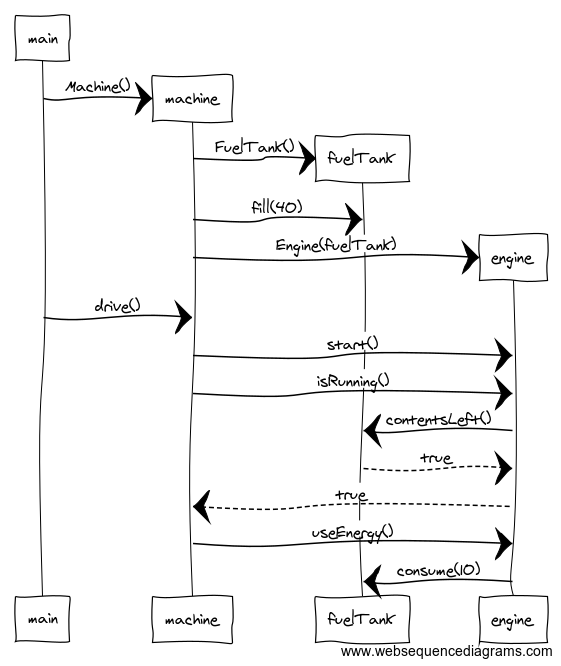 main
Machine()
machine
FuelTank()
fuelTank
fill(40)
Engine(fuelTank)
engine
drive()
start()
isRunning()
contentsLeft()
true
true
useEnergy()
consume(10)
main
machine
fuelTank
engine
www.websequencediagrams.com